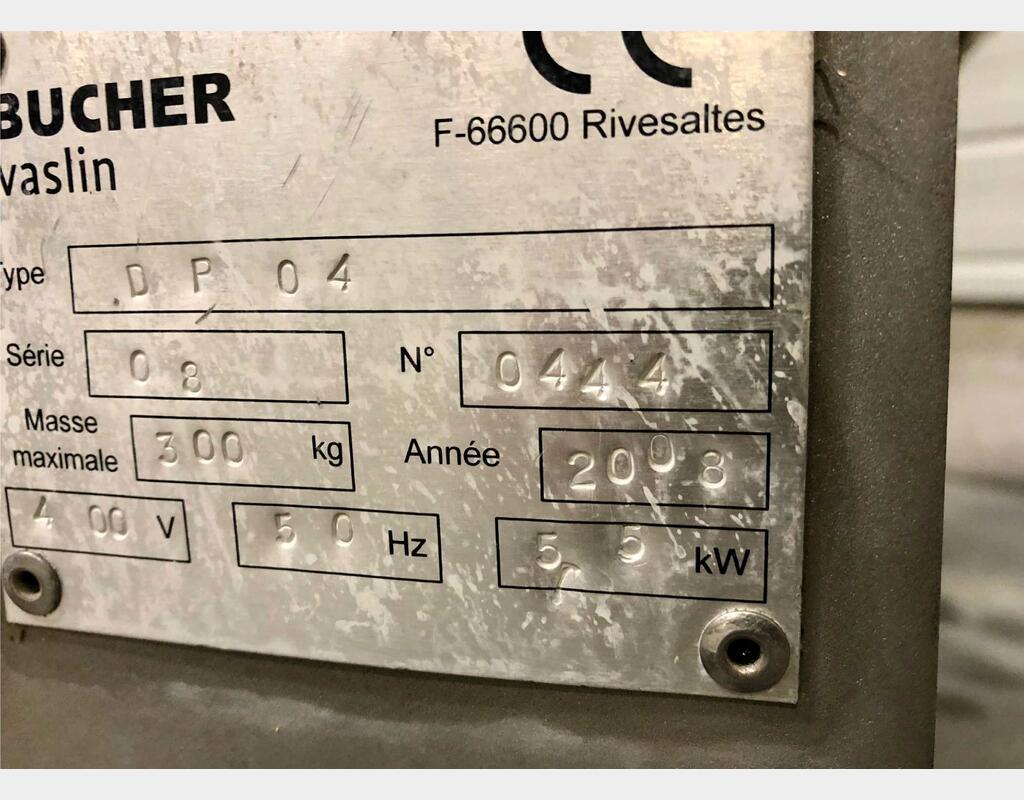 BUCHER
vaslin
CE
F-66600 Rivesaltes
Type DP 04
Série 08 N° 0444
Masse maximale 300 kg Année 2008
400 V 50 Hz 5,5 kW